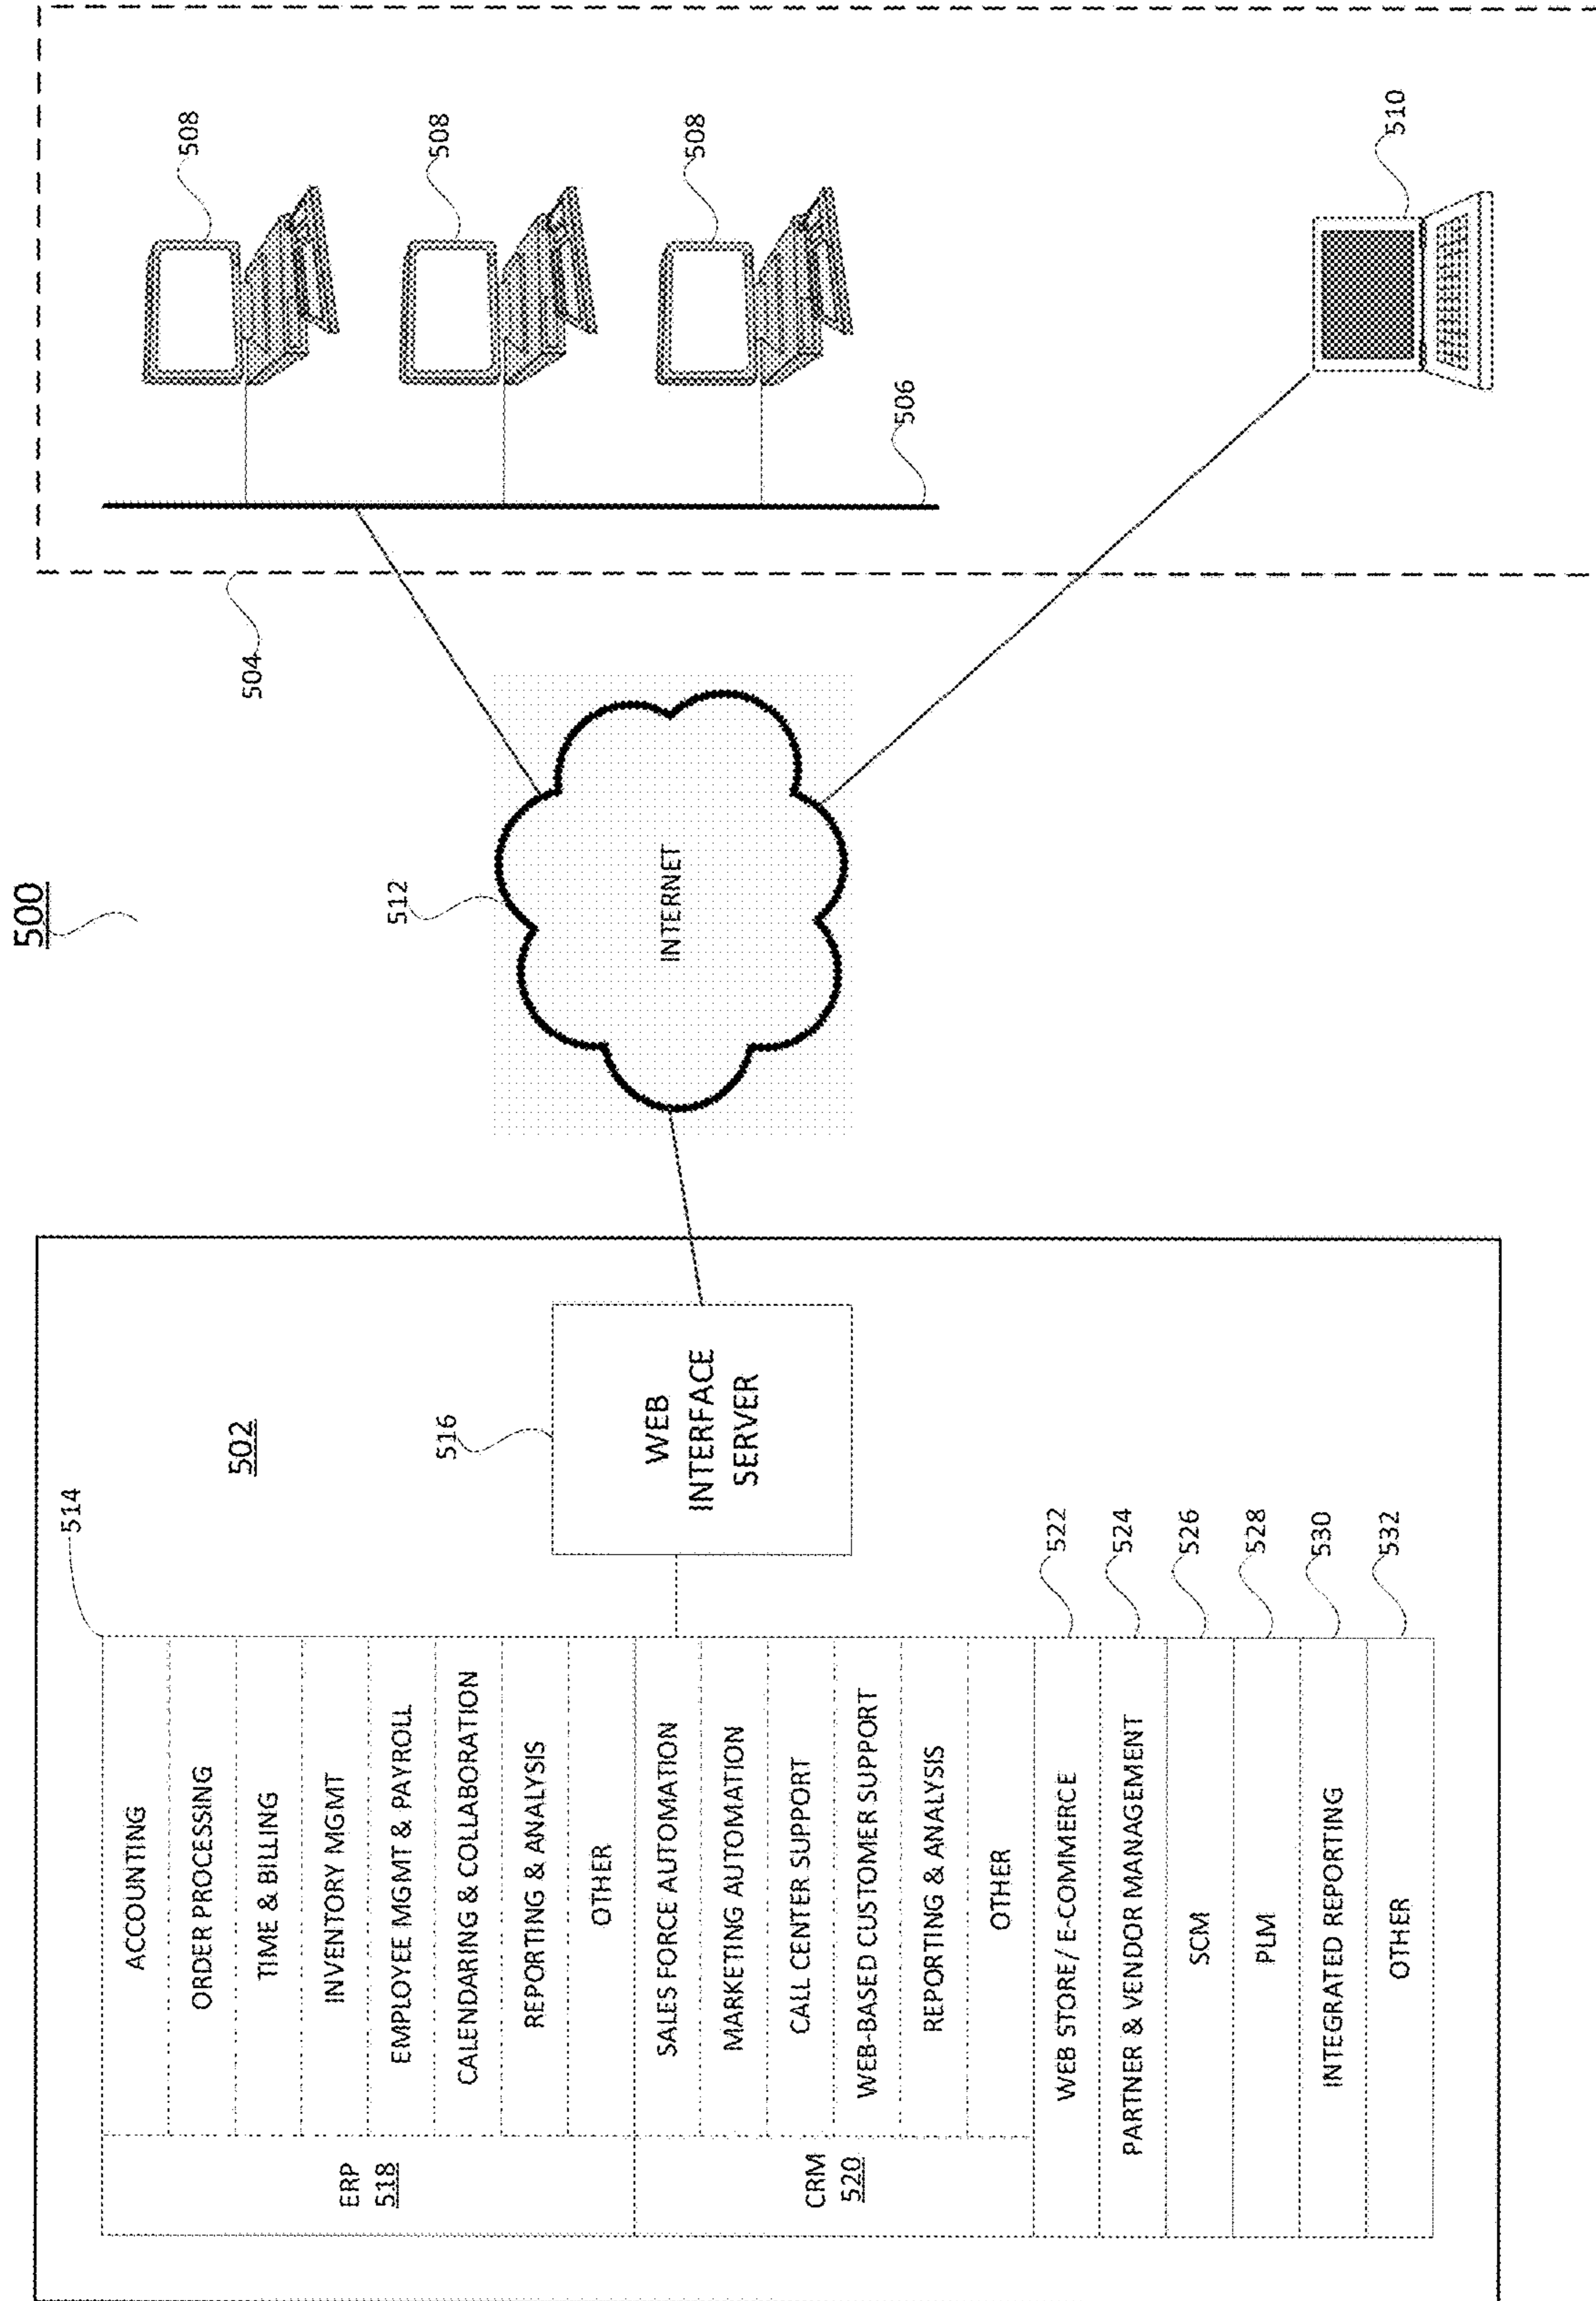 500
502
514
ERP
518
ACCOUNTING
ORDER PROCESSING
TIME & BILLING
INVENTORY MGMT
EMPLOYEE MGMT & PAYROLL
CALENDARING & COLLABORATION
REPORTING & ANALYSIS
OTHER
CRM
520
SALES FORCE AUTOMATION
MARKETING AUTOMATION
CALL CENTER SUPPORT
WEB-BASED CUSTOMER SUPPORT
REPORTING & ANALYSIS
OTHER
WEB STORE/ E-COMMERCE
522
PARTNER & VENDOR MANAGEMENT
524
SCM
526
PLM
528
INTEGRATED REPORTING
530
OTHER
532
516
WEB
INTERFACE
SERVER
512
INTERNET
504
506
508
508
508
510